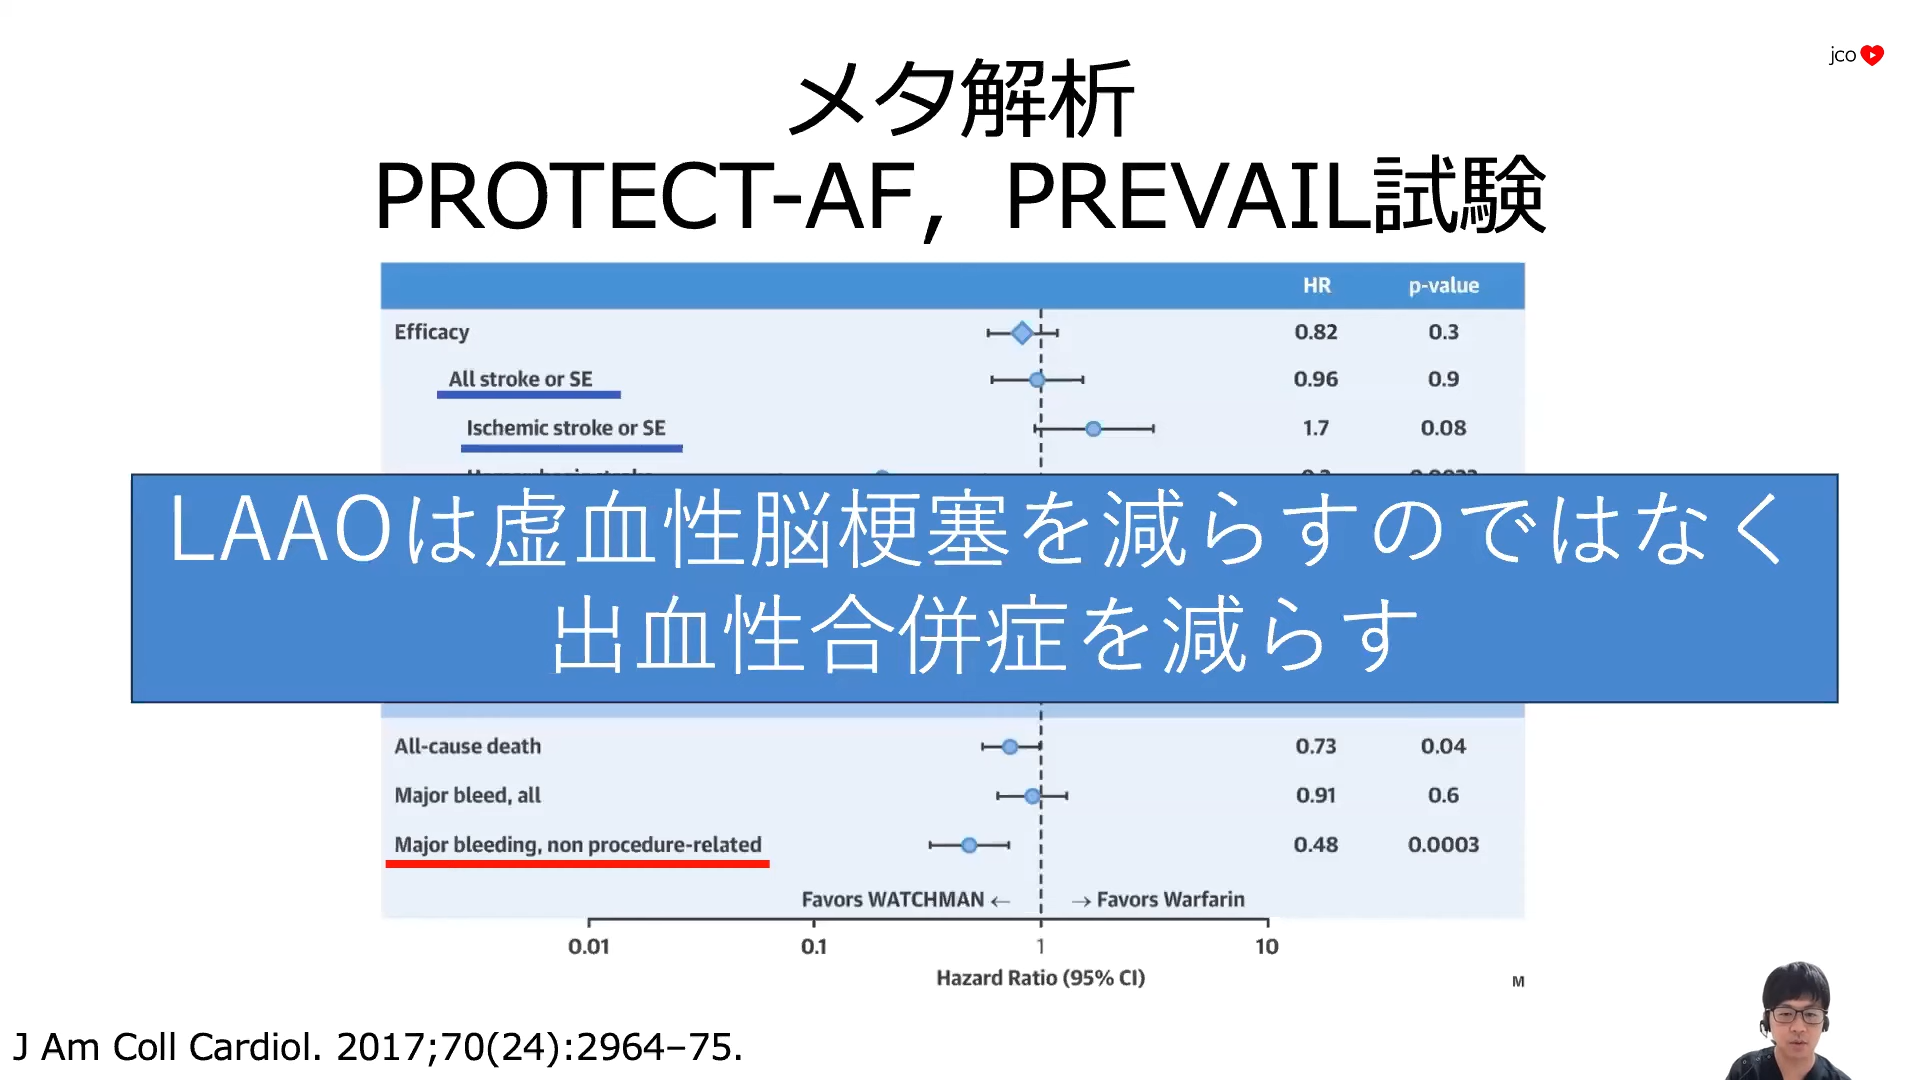 jco
メタ解析
PROTECT-AF，PREVAIL試験
HR p-value
Efficacy 0.82 0.3
All stroke or SE 0.96 0.9
Ischemic stroke or SE 1.7 0.08
LAAOは虚血性脳梗塞を減らすのではなく
出血性合併症を減らす
All-cause death 0.73 0.04
Major bleed, all 0.91 0.6
Major bleeding, non procedure-related 0.48 0.0003
Favors WATCHMAN ← → Favors Warfarin
0.01 0.1 1 10
Hazard Ratio (95% CI)
M
J Am Coll Cardiol. 2017;70(24):2964–75.